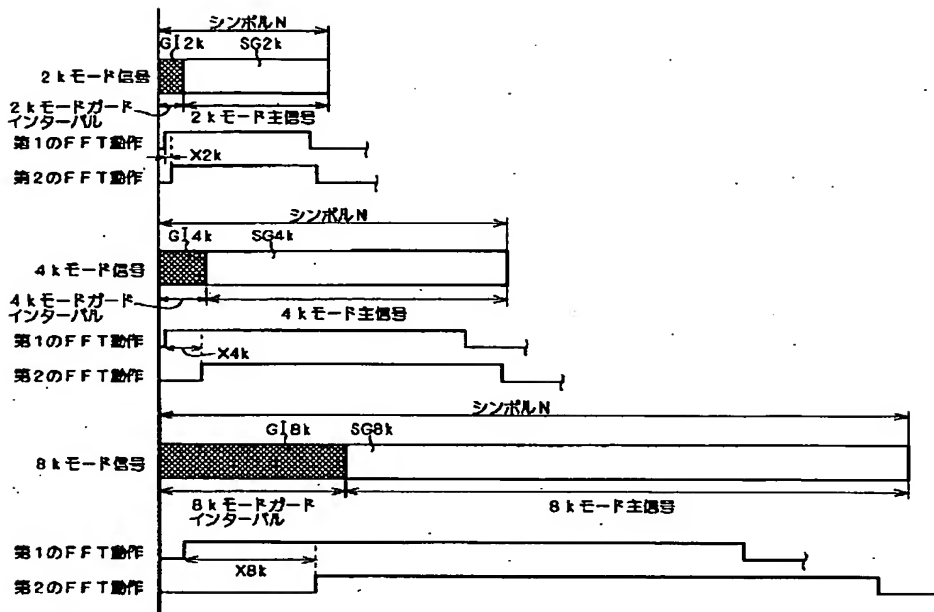 シンボルN
GI2k
SG2k
2kモード信号
2kモードガード
インターバル
2kモード主信号
第1のFFT動作
X2k
第2のFFT動作
シンボルN
GI4k
SG4k
4kモード信号
4kモードガード
インターバル
4kモード主信号
第1のFFT動作
X4k
第2のFFT動作
シンボルN
GI8k
SG8k
8kモード信号
8kモードガード
インターバル
8kモード主信号
第1のFFT動作
X8k
第2のFFT動作